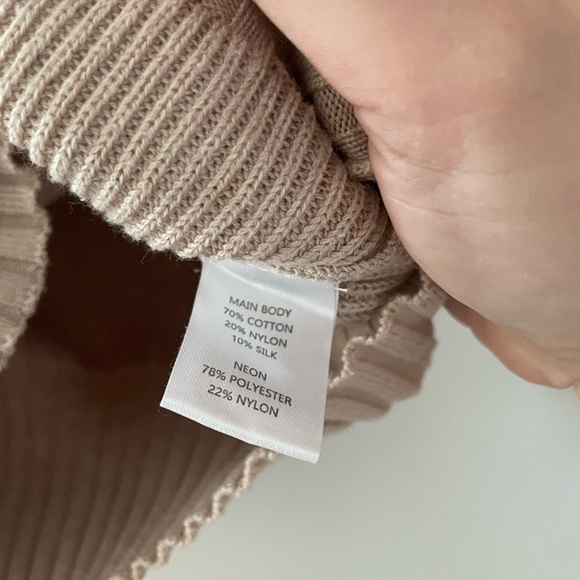 MAIN BODY
70% COTTON
20% NYLON
10% SILK
NEON
78% POLYESTER
22% NYLON